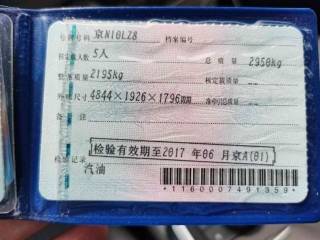 号牌号码 京N10LZ8 档案编号
核定载人数 5人 总质量 2950kg
整备质量 2195kg 核定载质量 --
外廓尺寸 4844×1926×1796mm 准牵引总质量 --
备注
检验有效期至2017年06月京A(01)
检验记录
汽油
*1160007491359*